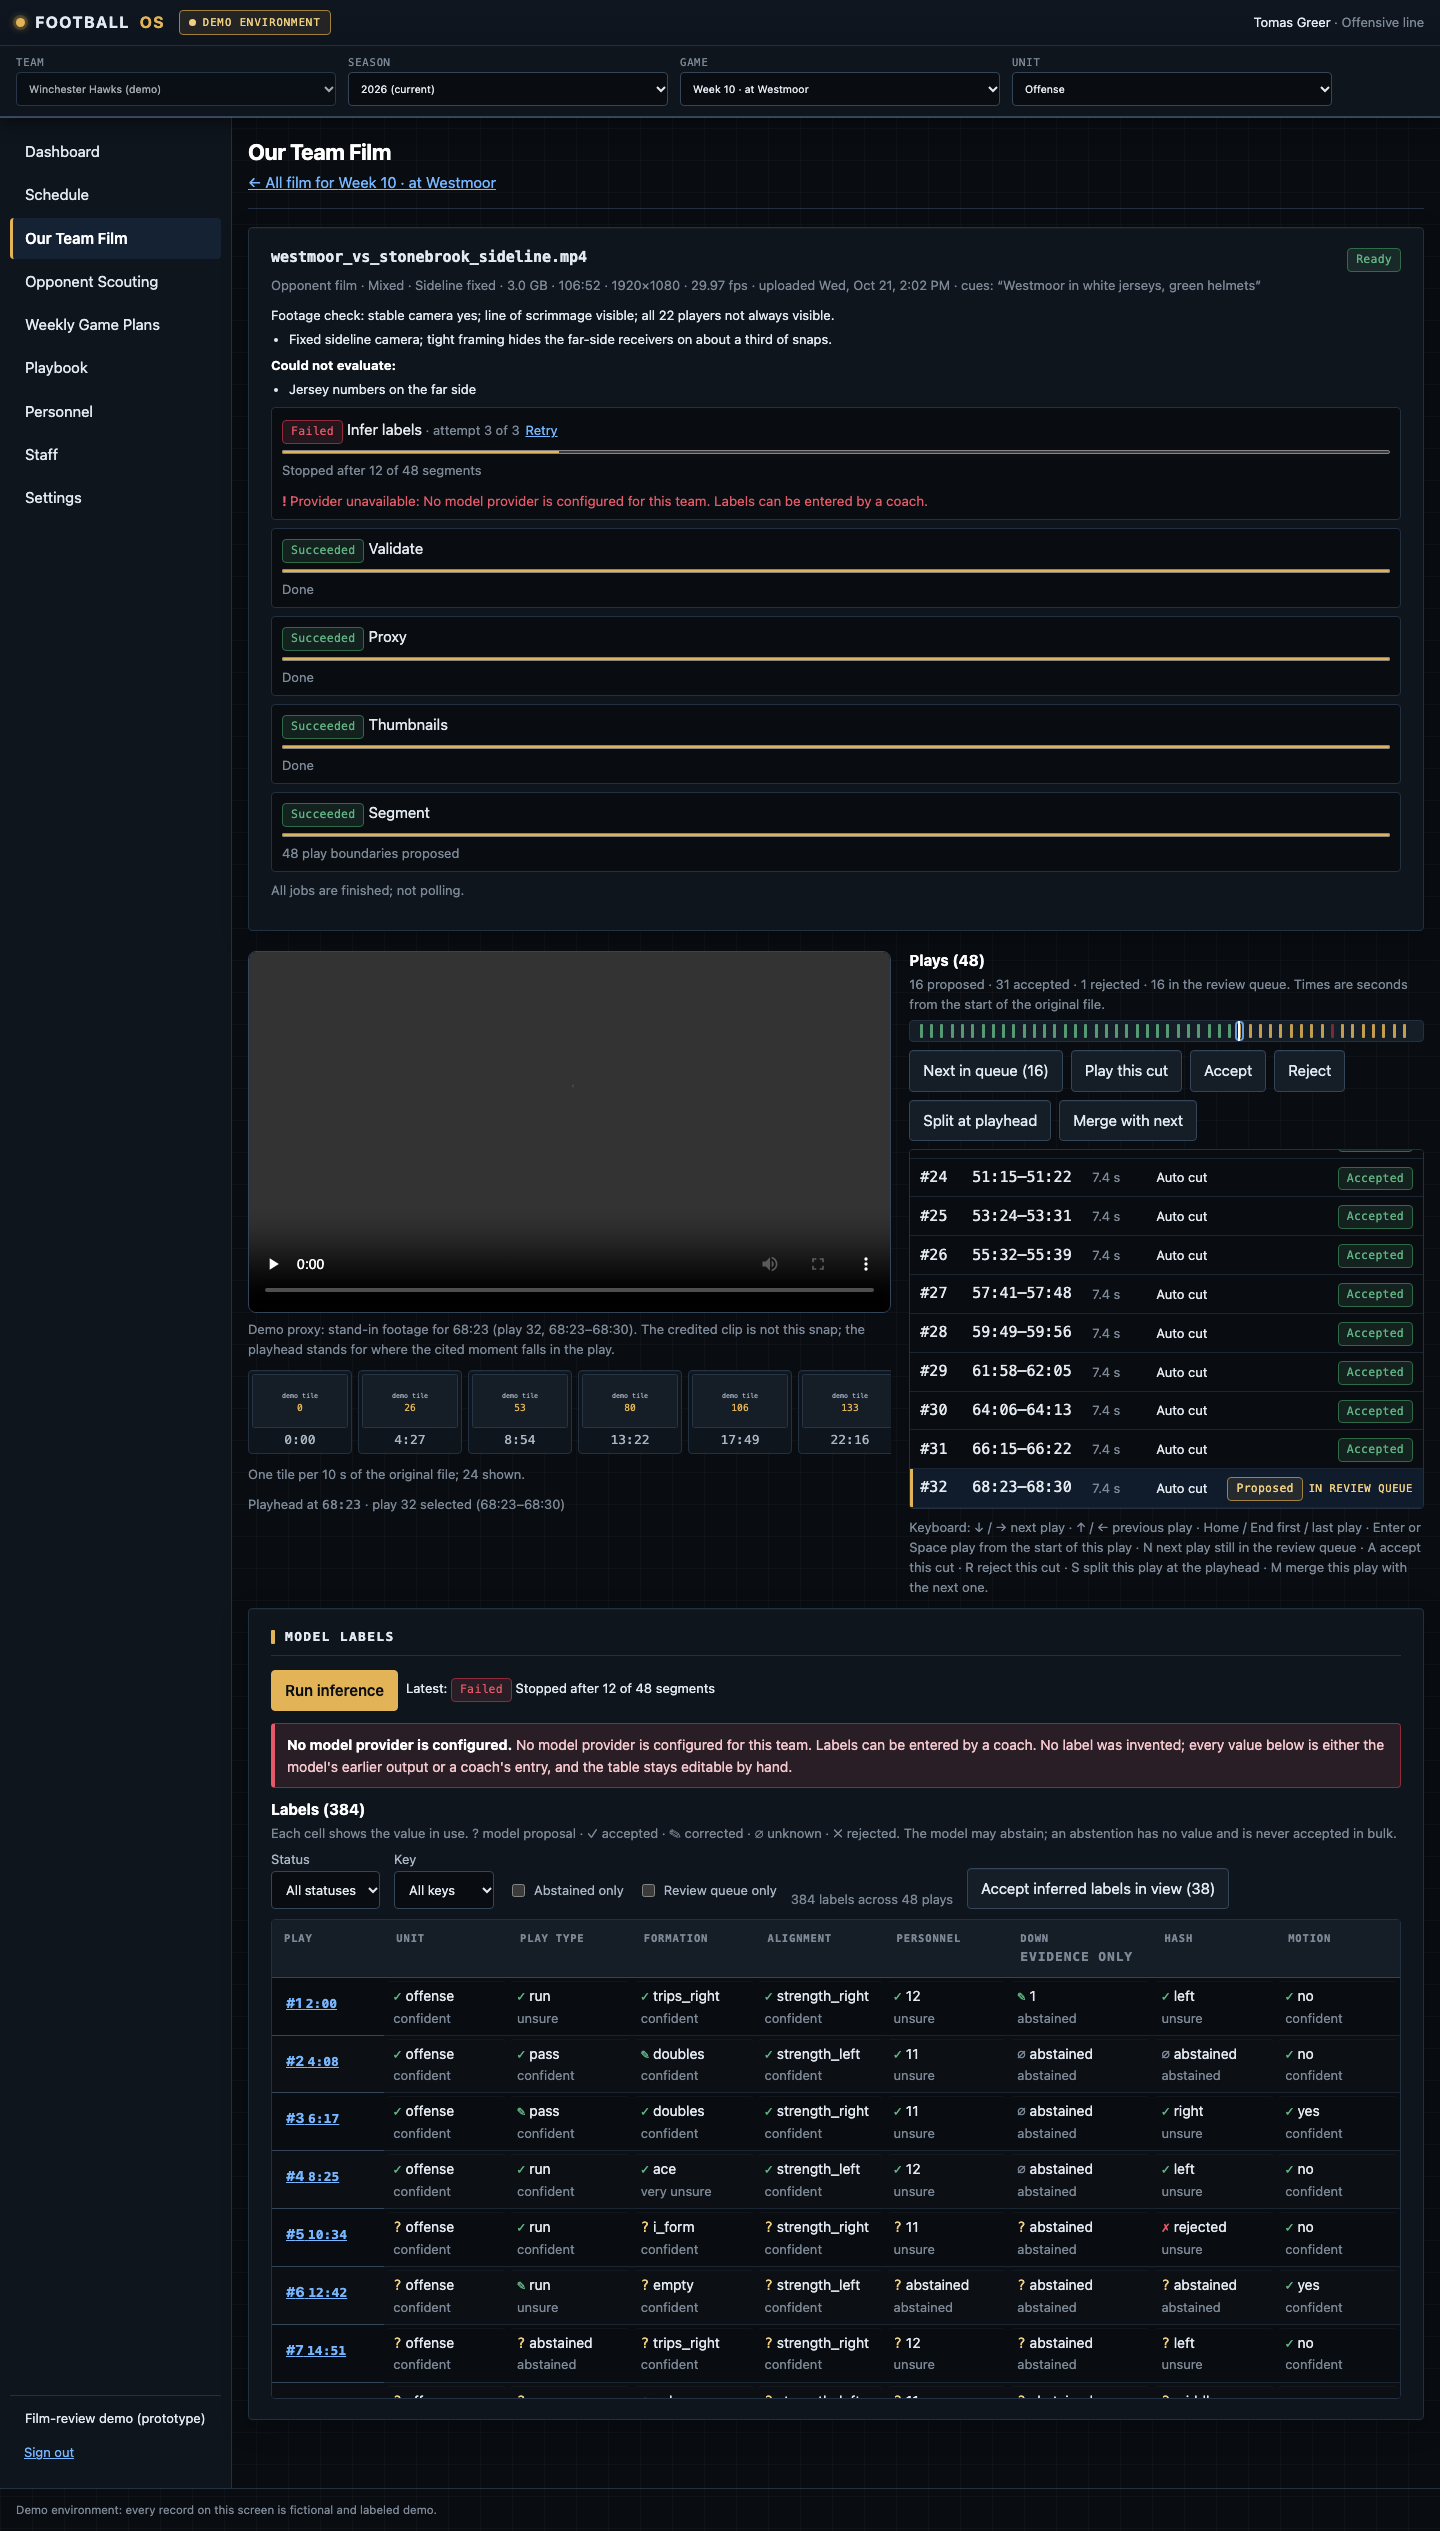 FOOTBALL OS
DEMO ENVIRONMENT
Tomas Greer · Offensive line
TEAM
SEASON
GAME
UNIT
Winchester Hawks (demo)
2026 (current)
Week 10 · at Westmoor
Offense
Dashboard
Schedule
Our Team Film
Opponent Scouting
Weekly Game Plans
Playbook
Personnel
Staff
Settings
Film-review demo (prototype)
Sign out
Our Team Film
← All film for Week 10 · at Westmoor
westmoor_vs_stonebrook_sideline.mp4
Ready
Opponent film · Mixed · Sideline fixed · 3.0 GB · 106:52 · 1920×1080 · 29.97 fps · uploaded Wed, Oct 21, 2:02 PM · cues: “Westmoor in white jerseys, green helmets”
Footage check: stable camera yes; line of scrimmage visible; all 22 players not always visible.
• Fixed sideline camera; tight framing hides the far-side receivers on about a third of snaps.
Could not evaluate:
• Jersey numbers on the far side
Failed Infer labels · attempt 3 of 3 Retry
Stopped after 12 of 48 segments
! Provider unavailable: No model provider is configured for this team. Labels can be entered by a coach.
Succeeded Validate
Done
Succeeded Proxy
Done
Succeeded Thumbnails
Done
Succeeded Segment
48 play boundaries proposed
All jobs are finished; not polling.
0:00
Demo proxy: stand-in footage for 68:23 (play 32, 68:23–68:30). The credited clip is not this snap; the
playhead stands for where the cited moment falls in the play.
demo tile demo tile demo tile demo tile demo tile demo tile
0 26 53 80 106 133
0:00 4:27 8:54 13:22 17:49 22:16
One tile per 10 s of the original file; 24 shown.
Playhead at 68:23 · play 32 selected (68:23–68:30)
Plays (48)
16 proposed · 31 accepted · 1 rejected · 16 in the review queue. Times are seconds
from the start of the original file.
Next in queue (16)
Play this cut
Accept
Reject
Split at playhead
Merge with next
#24 51:15–51:22 7.4 s Auto cut Accepted
#25 53:24–53:31 7.4 s Auto cut Accepted
#26 55:32–55:39 7.4 s Auto cut Accepted
#27 57:41–57:48 7.4 s Auto cut Accepted
#28 59:49–59:56 7.4 s Auto cut Accepted
#29 61:58–62:05 7.4 s Auto cut Accepted
#30 64:06–64:13 7.4 s Auto cut Accepted
#31 66:15–66:22 7.4 s Auto cut Accepted
#32 68:23–68:30 7.4 s Auto cut Proposed IN REVIEW QUEUE
Keyboard: ↓ / → next play · ↑ / ← previous play · Home / End first / last play · Enter or
Space play from the start of this play · N next play still in the review queue · A accept
this cut · R reject this cut · S split this play at the playhead · M merge this play with
the next one.
MODEL LABELS
Run inference
Latest: Failed Stopped after 12 of 48 segments
No model provider is configured. No model provider is configured for this team. Labels can be entered by a coach. No label was invented; every value below is either the
model's earlier output or a coach's entry, and the table stays editable by hand.
Labels (384)
Each cell shows the value in use. ? model proposal · ✓ accepted · ✎ corrected · ∅ unknown · ✕ rejected. The model may abstain; an abstention has no value and is never accepted in bulk.
Status
Key
All statuses
All keys
Abstained only
Review queue only
384 labels across 48 plays
Accept inferred labels in view (38)
PLAY UNIT PLAY TYPE FORMATION ALIGNMENT PERSONNEL DOWN HASH MOTION
EVIDENCE ONLY
#1 2:00 ✓ offense ✓ run ✓ trips_right ✓ strength_right ✓ 12 ✎ 1 ✓ left ✓ no
confident unsure confident confident unsure abstained unsure confident
#2 4:08 ✓ offense ✓ pass ✎ doubles ✓ strength_left ✓ 11 ∅ abstained ∅ abstained ✓ no
confident confident confident confident unsure abstained abstained confident
#3 6:17 ✓ offense ✎ pass ✓ doubles ✓ strength_right ✓ 11 ∅ abstained ✓ right ✓ yes
confident confident confident confident unsure abstained unsure confident
#4 8:25 ✓ offense ✓ run ✓ ace ✓ strength_left ✓ 12 ∅ abstained ✓ left ✓ no
confident confident very unsure confident unsure abstained unsure confident
#5 10:34 ? offense ✓ run ? i_form ? strength_right ? 11 ? abstained ✗ rejected ✓ no
confident confident confident confident unsure abstained unsure confident
#6 12:42 ? offense ✎ run ? empty ? strength_left ? abstained ? abstained ? abstained ✓ yes
confident unsure confident confident abstained abstained abstained confident
#7 14:51 ? offense ? abstained ? trips_right ? strength_right ? 12 ? abstained ? left ✓ no
confident abstained confident confident unsure abstained unsure confident
Demo environment: every record on this screen is fictional and labeled demo.